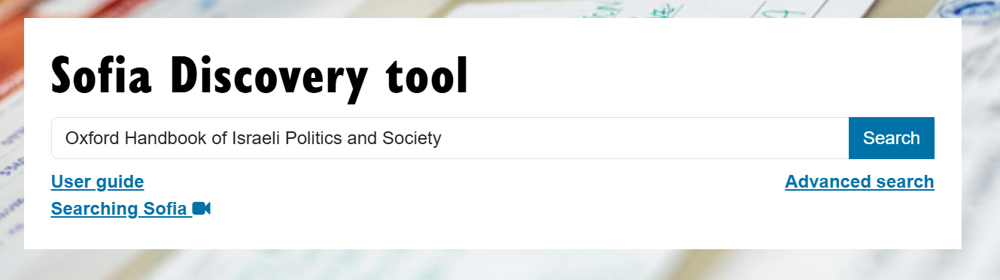 Sofia Discovery tool
Oxford Handbook of Israeli Politics and Society
Search
User guide
Advanced search
Searching Sofia